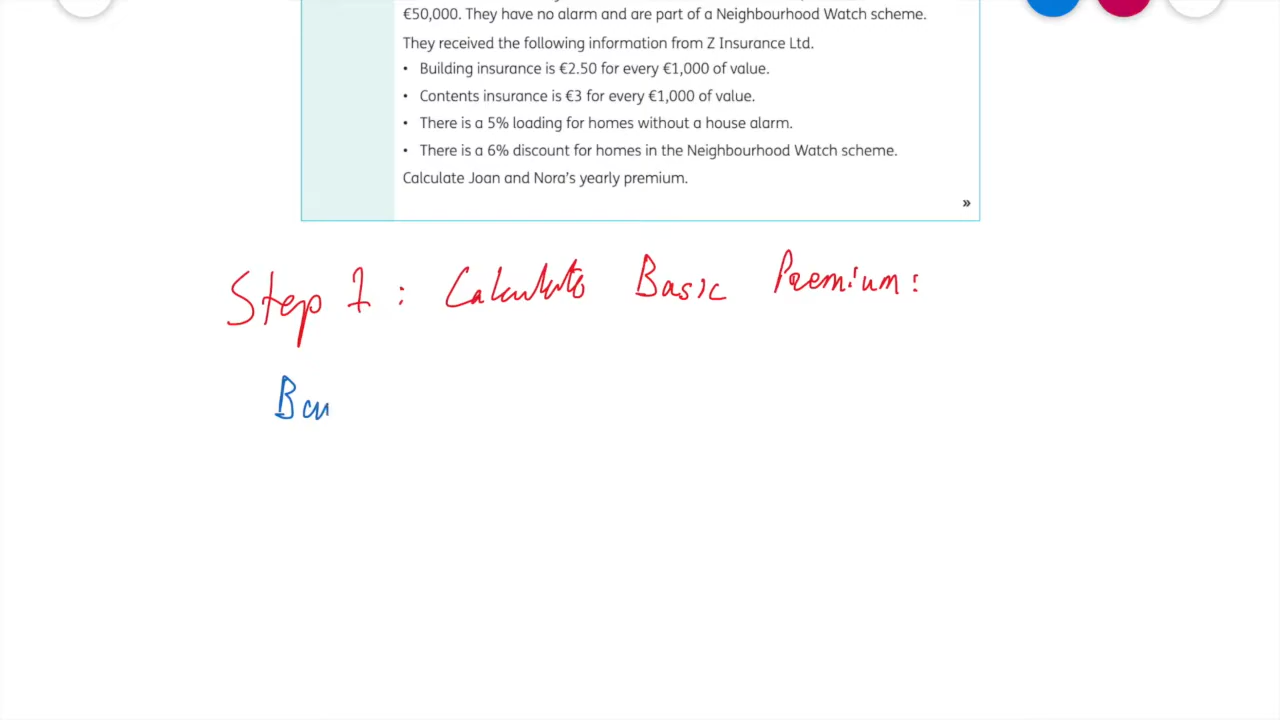 €50,000. They have no alarm and are part of a Neighbourhood Watch scheme.
They received the following information from Z Insurance Ltd.
• Building insurance is €2.50 for every €1,000 of value.
• Contents insurance is €3 for every €1,000 of value.
• There is a 5% loading for homes without a house alarm.
• There is a 6% discount for homes in the Neighbourhood Watch scheme.
Calculate Joan and Nora's yearly premium.
»
Step 1: Calculate Basic Premium: